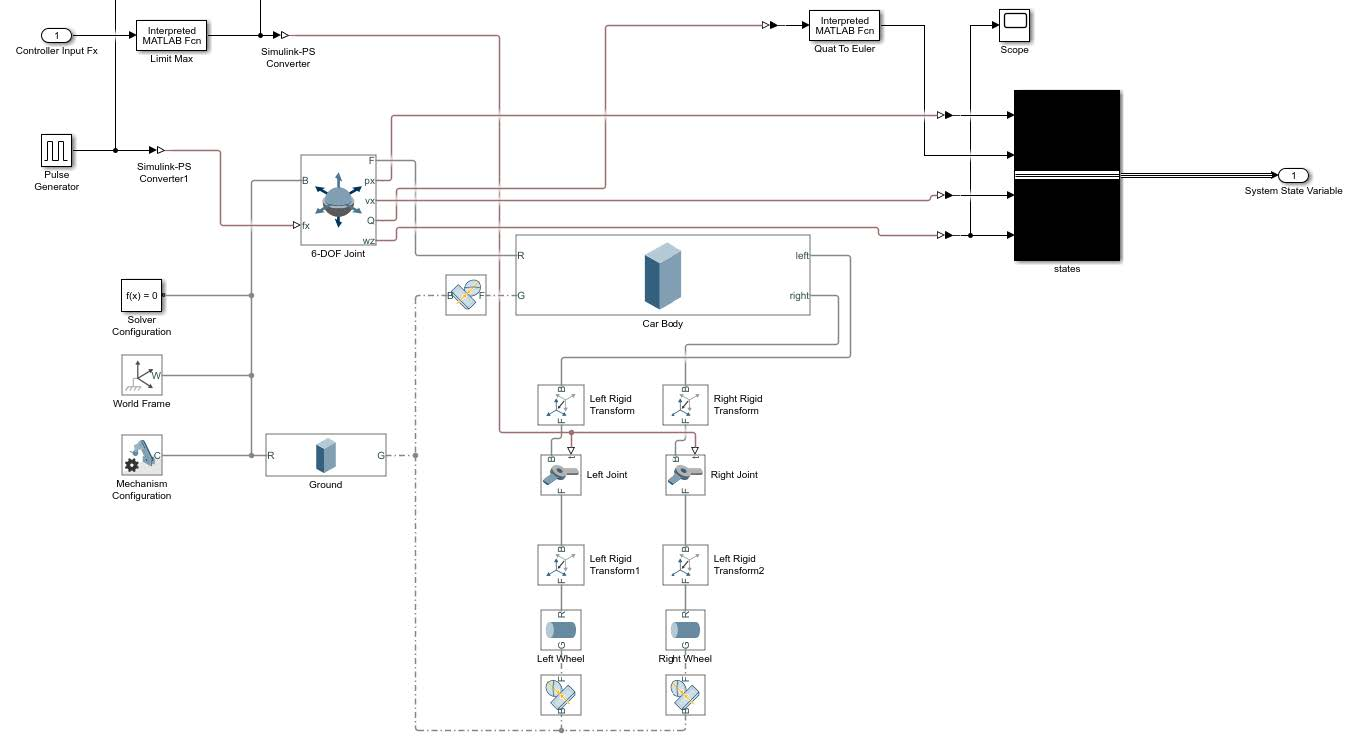 1
Controller Input Fx
Interpreted
MATLAB Fcn
Limit Max
Simulink-PS
Converter
Interpreted
MATLAB Fcn
Quat To Euler
Scope
Pulse
Generator
Simulink-PS
Converter1
B
fx
F
px
vx
Q
wz
6-DOF Joint
states
1
System State Variable
f(x) = 0
Solver
Configuration
B
F
R
G
left
right
Car Body
W
World Frame
C
Mechanism
Configuration
R
G
Ground
B
F
Left Rigid
Transform
B
F
Right Rigid
Transform
B
t
F
Left Joint
B
t
F
Right Joint
B
F
Left Rigid
Transform1
B
F
Left Rigid
Transform2
R
G
Left Wheel
R
G
Right Wheel
F
B
F
B